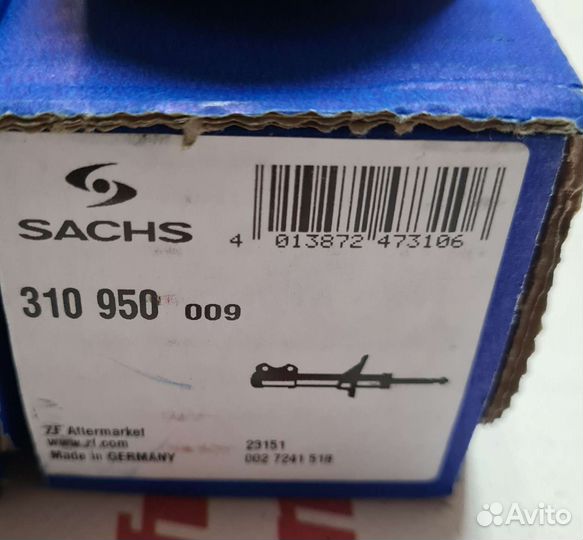 SACHS
4 013872 473106
310 950 009
ZF Aftermarket
www.zf.com
Made in GERMANY
23151
002 7241 518
Avito